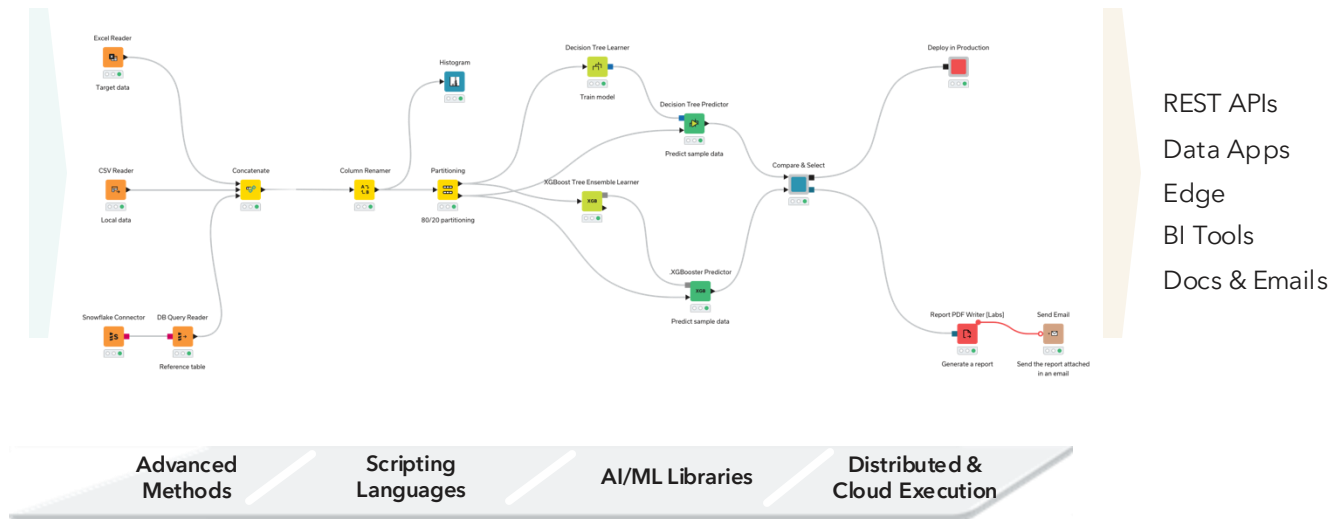 Excel Reader
Target data
CSV Reader
Local data
Snowflake Connector
DB Query Reader
Reference table
Concatenate
Column Renamer
Histogram
Partitioning
80/20 partitioning
Decision Tree Learner
Train model
Decision Tree Predictor
Predict sample data
XGBoost Tree Ensemble Learner
XGB
.XGBooster Predictor
XGB
Predict sample data
Compare & Select
Deploy in Production
Report PDF Writer [Labs]
Generate a report
Send Email
Send the report attached
in an email
REST APIs
Data Apps
Edge
BI Tools
Docs & Emails
Advanced
Methods
Scripting
Languages
AI/ML Libraries
Distributed &
Cloud Execution